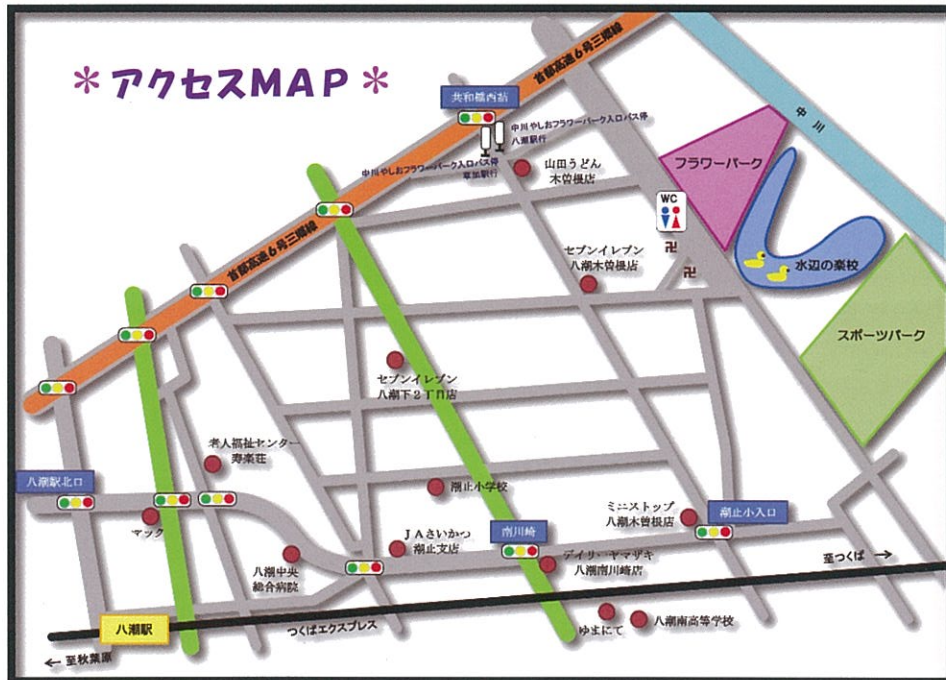 ＊アクセスMAP＊
首都高速6号三郷線
共和橋西詰
中川やしおフラワーパーク入口バス停
八潮駅行
中川やしおフラワーパーク入口バス停
草加駅行
中川
フラワーパーク
山田うどん
木曽根店
WC
卍
卍
水辺の楽校
セブンイレブン
八潮木曽根店
首都高速6号三郷線
スポーツパーク
セブンイレブン
八潮下2丁目店
老人福祉センター
寿楽荘
八潮駅北口
潮止小学校
ミニストップ
八潮木曽根店
潮止小入口
マック
JAさいかつ
潮止支店
南川崎
デイリーヤマザキ
八潮南川崎店
八潮中央
総合病院
至つくば →
八潮駅
つくばエクスプレス
ゆまにて
八潮南高等学校
← 至秋葉原